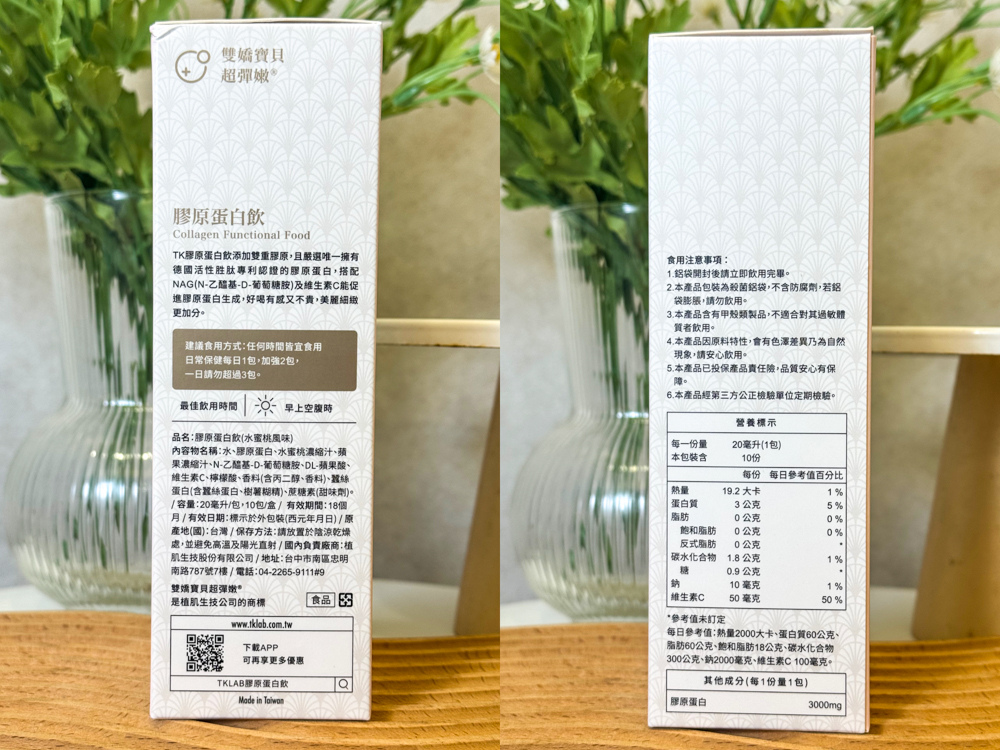 雙嬌寶貝
超彈嫩®
膠原蛋白飲
Collagen Functional Food
TK膠原蛋白飲添加雙重膠原,且嚴選唯一擁有
德國活性胜肽專利認證的膠原蛋白,搭配
NAG(N-乙醯基-D-葡萄糖胺)及維生素C能促
進膠原蛋白生成,好喝有感又不貴,美麗細緻
更加分。
建議食用方式:任何時間皆宜食用
日常保健每日1包,加強2包,
一日請勿超過3包。
最佳飲用時間 早上空腹時
品名:膠原蛋白飲(水蜜桃風味)
內容物名稱:水、膠原蛋白、水蜜桃濃縮汁、蘋
果濃縮汁、N-乙醯基-D-葡萄糖胺、DL-蘋果酸、
維生素C、檸檬酸、香料(含丙二醇、香料)、蠶絲
蛋白(含蠶絲蛋白、樹薯糊精)、蔗糖素(甜味劑)。
/ 容量:20毫升/包,10包/盒 / 有效期間:18個
月 / 有效日期:標示於外包裝(西元年月日) / 原
產地(國):台灣 / 保存方法:請放置於陰涼乾燥
處,並避免高溫及陽光直射 / 國內負責廠商:植
肌生技股份有限公司 / 地址:台中市南區忠明
南路787號7樓 / 電話:04-2265-9111#9
雙嬌寶貝超彈嫩®
是植肌生技公司的商標
食品
www.tklab.com.tw
下載APP
可再享更多優惠
TKLAB膠原蛋白飲
Made in Taiwan
食用注意事項:
1.鋁袋開封後請立即飲用完畢。
2.本產品包裝為殺菌鋁袋,不含防腐劑,若鋁
袋膨脹,請勿飲用。
3.本產品含有甲殼類製品,不適合對其過敏體
質者飲用。
4.本產品因原料特性,會有色澤差異乃為自然
現象,請安心飲用。
5.本產品已投保產品責任險,品質安心有保
障。
6.本產品經第三方公正檢驗單位定期檢驗。
營養標示
每一份量 20毫升(1包)
本包裝含 10份
每份 每日參考值百分比
熱量 19.2 大卡 1 %
蛋白質 3 公克 5 %
脂肪 0 公克 0 %
飽和脂肪 0 公克 0 %
反式脂肪 0 公克 *
碳水化合物 1.8 公克 1 %
糖 0.9 公克 *
鈉 10 毫克 1 %
維生素C 50 毫克 50 %
*參考值未訂定
每日參考值:熱量2000大卡、蛋白質60公克、
脂肪60公克、飽和脂肪18公克、碳水化合物
300公克、鈉2000毫克、維生素C 100毫克。
其他成分(每1份量1包)
膠原蛋白 3000mg